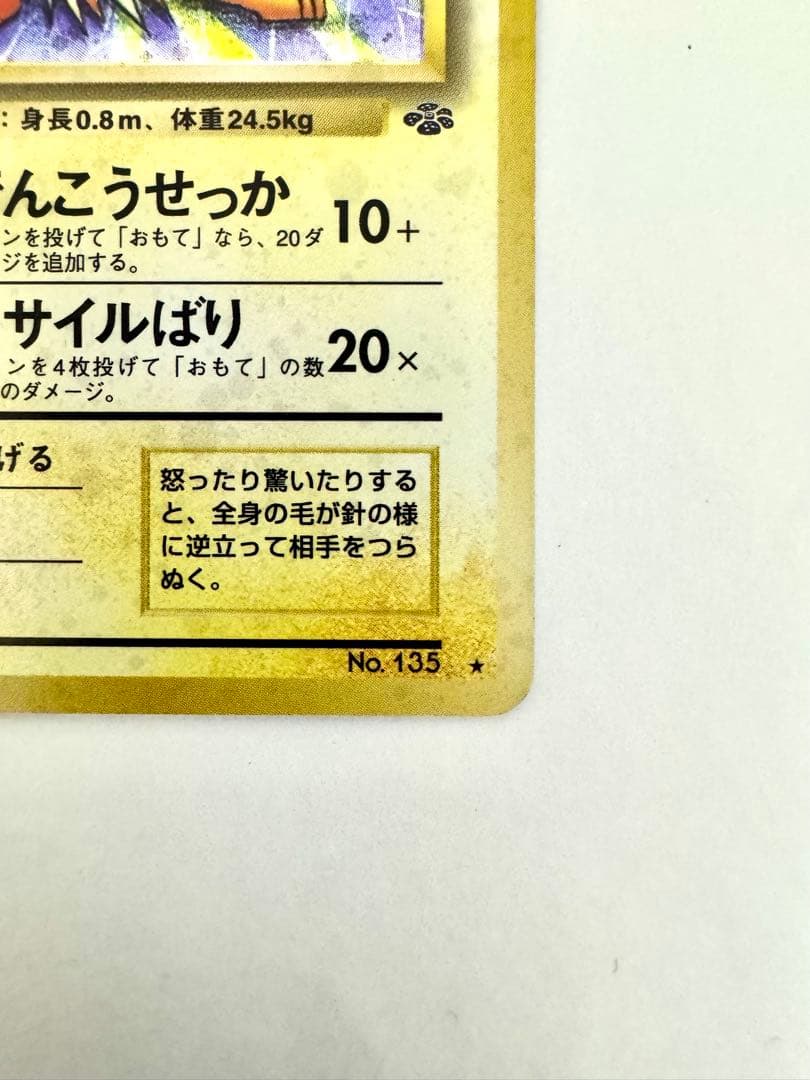 ：身長0.8m、体重24.5kg
んこうせっか 10+
ンを投げて「おもて」なら、20ダ
ジを追加する。
サイルばり 20×
ンを4枚投げて「おもて」の数
のダメージ。
げる
怒ったり驚いたりする
と、全身の毛が針の様
に逆立って相手をつら
ぬく。
No. 135 ★